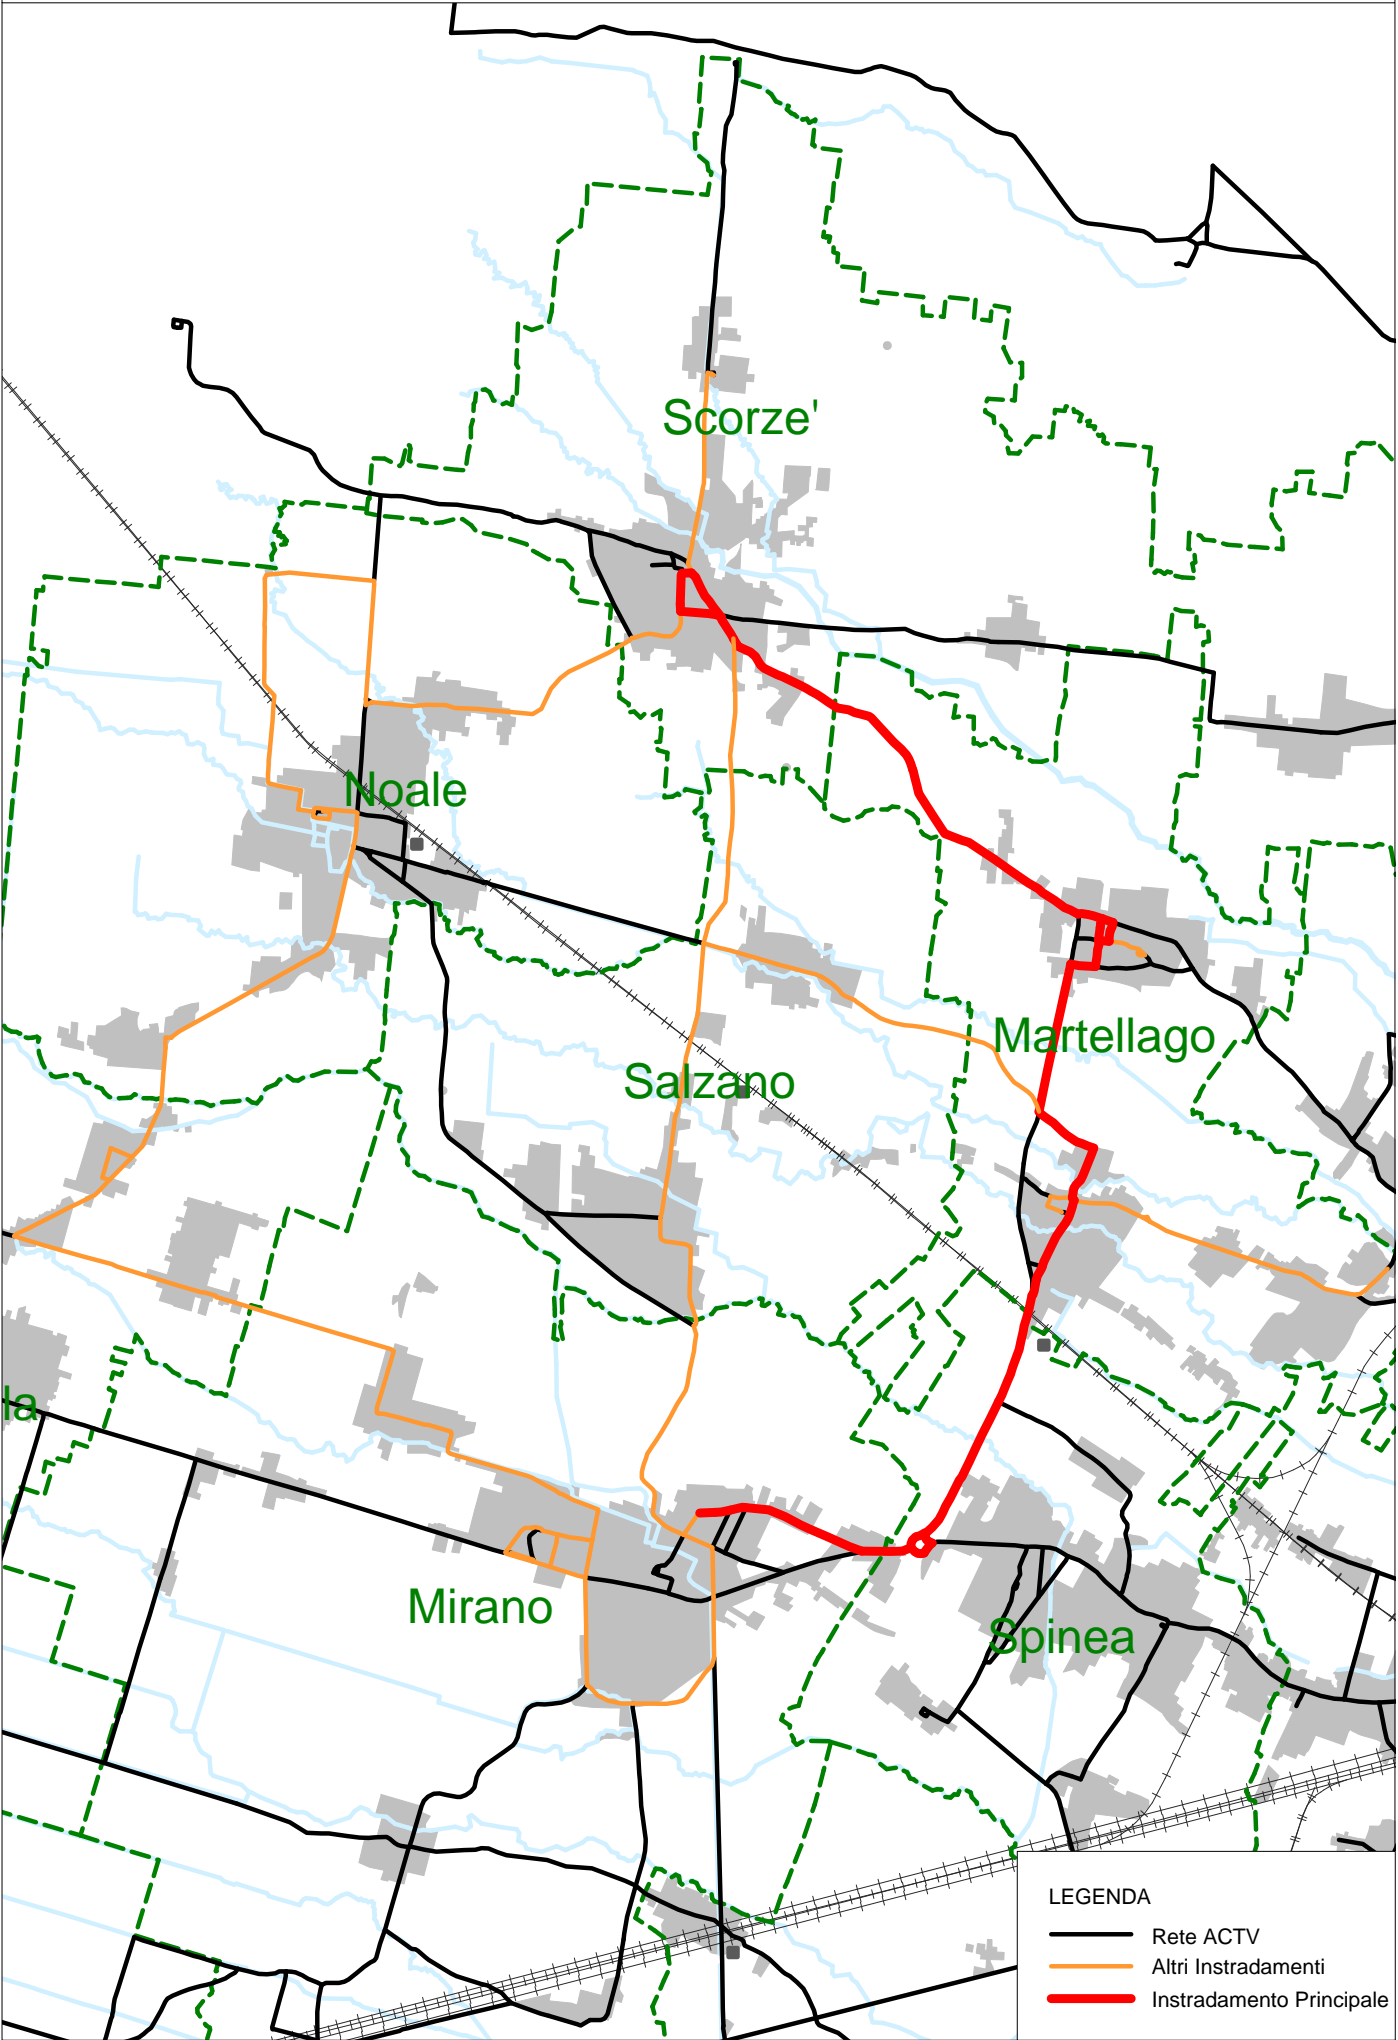 Scorze'
Noale
Martellago
Salzano
la
Mirano
Spinea
LEGENDA
Rete ACTV
Altri Instradamenti
Instradamento Principale